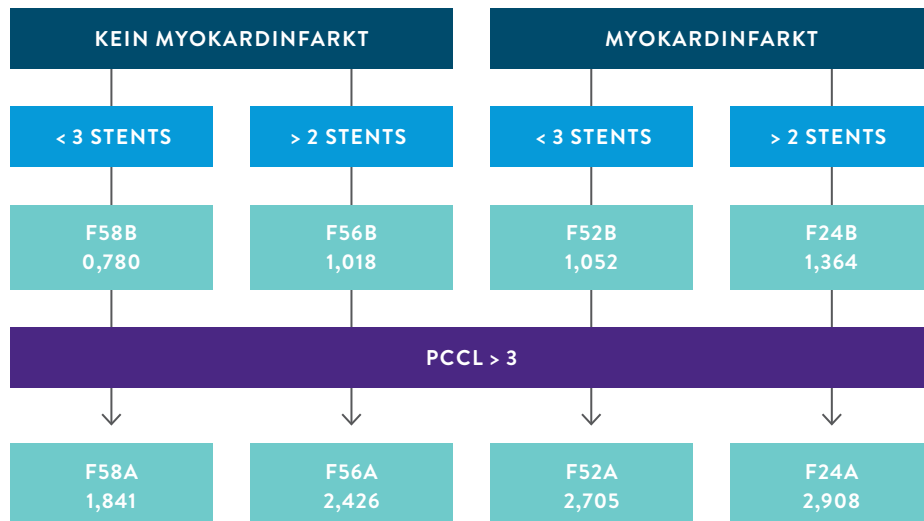 KEIN MYOKARDINFARKT
MYOKARDINFARKT
< 3 STENTS
> 2 STENTS
< 3 STENTS
> 2 STENTS
F58B
0,780
F56B
1,018
F52B
1,052
F24B
1,364
PCCL > 3
F58A
1,841
F56A
2,426
F52A
2,705
F24A
2,908